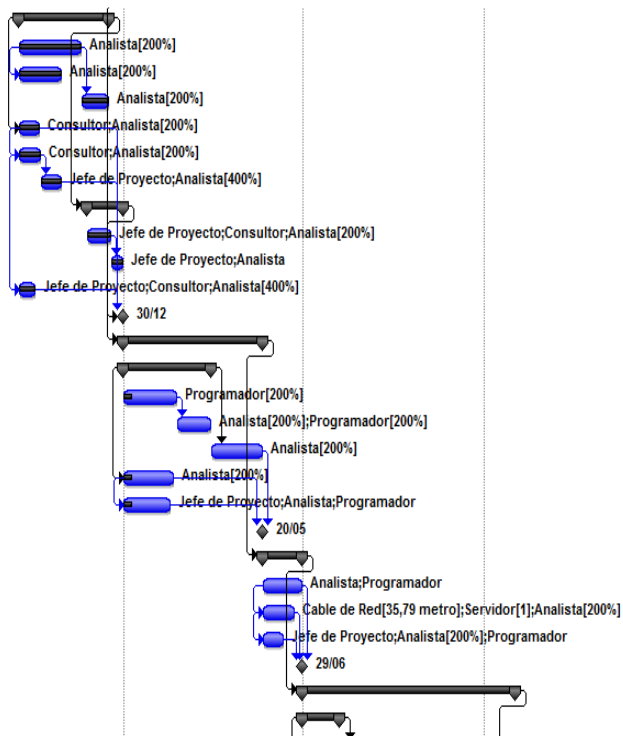 Analista[200%]
Analista[200%]
Analista[200%]
Consultor;Analista[200%]
Consultor;Analista[200%]
Jefe de Proyecto;Analista[400%]
Jefe de Proyecto;Consultor;Analista[200%]
Jefe de Proyecto;Analista
Jefe de Proyecto;Consultor;Analista[400%]
30/12
Programador[200%]
Analista[200%];Programador[200%]
Analista[200%]
Analista[200%]
Jefe de Proyecto;Analista;Programador
20/05
Analista;Programador
Cable de Red[35,79 metro];Servidor[1];Analista[200%]
Jefe de Proyecto;Analista[200%];Programador
29/06